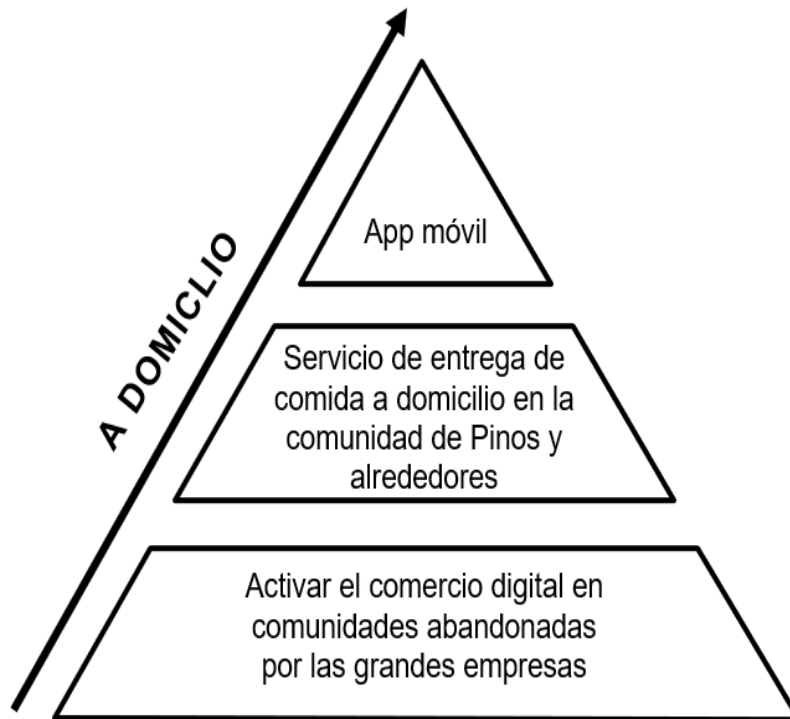 App móvil
A DOMICLIO
Servicio de entrega de
comida a domicilio en la
comunidad de Pinos y
alrededores
Activar el comercio digital en
comunidades abandonadas
por las grandes empresas